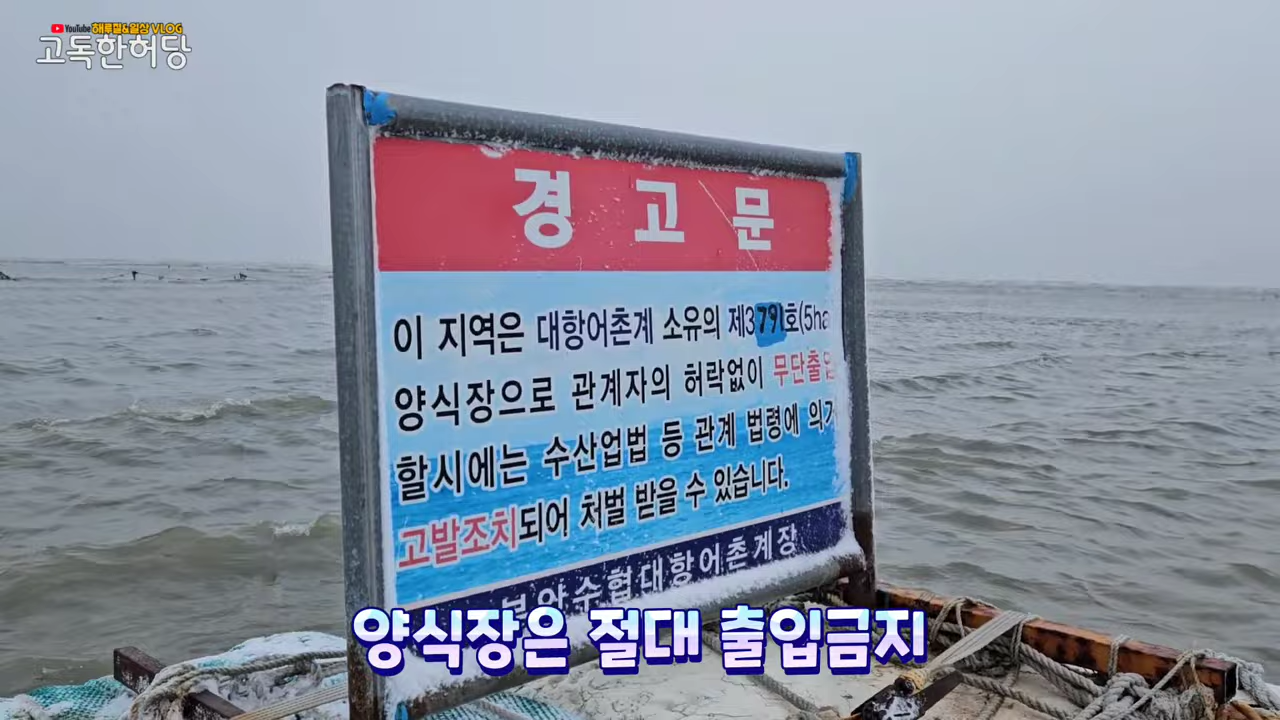 YouTube 해루질&일상 VLOG
고독한허당
경고문
이 지역은 대항어촌계 소유의 제3791호(5ha
양식장으로 관계자의 허락없이 무단출입
할시에는 수산업법 등 관계 법령에 의거
고발조치되어 처벌 받을 수 있습니다.
부안수협대항어촌계장
양식장은 절대 출입금지